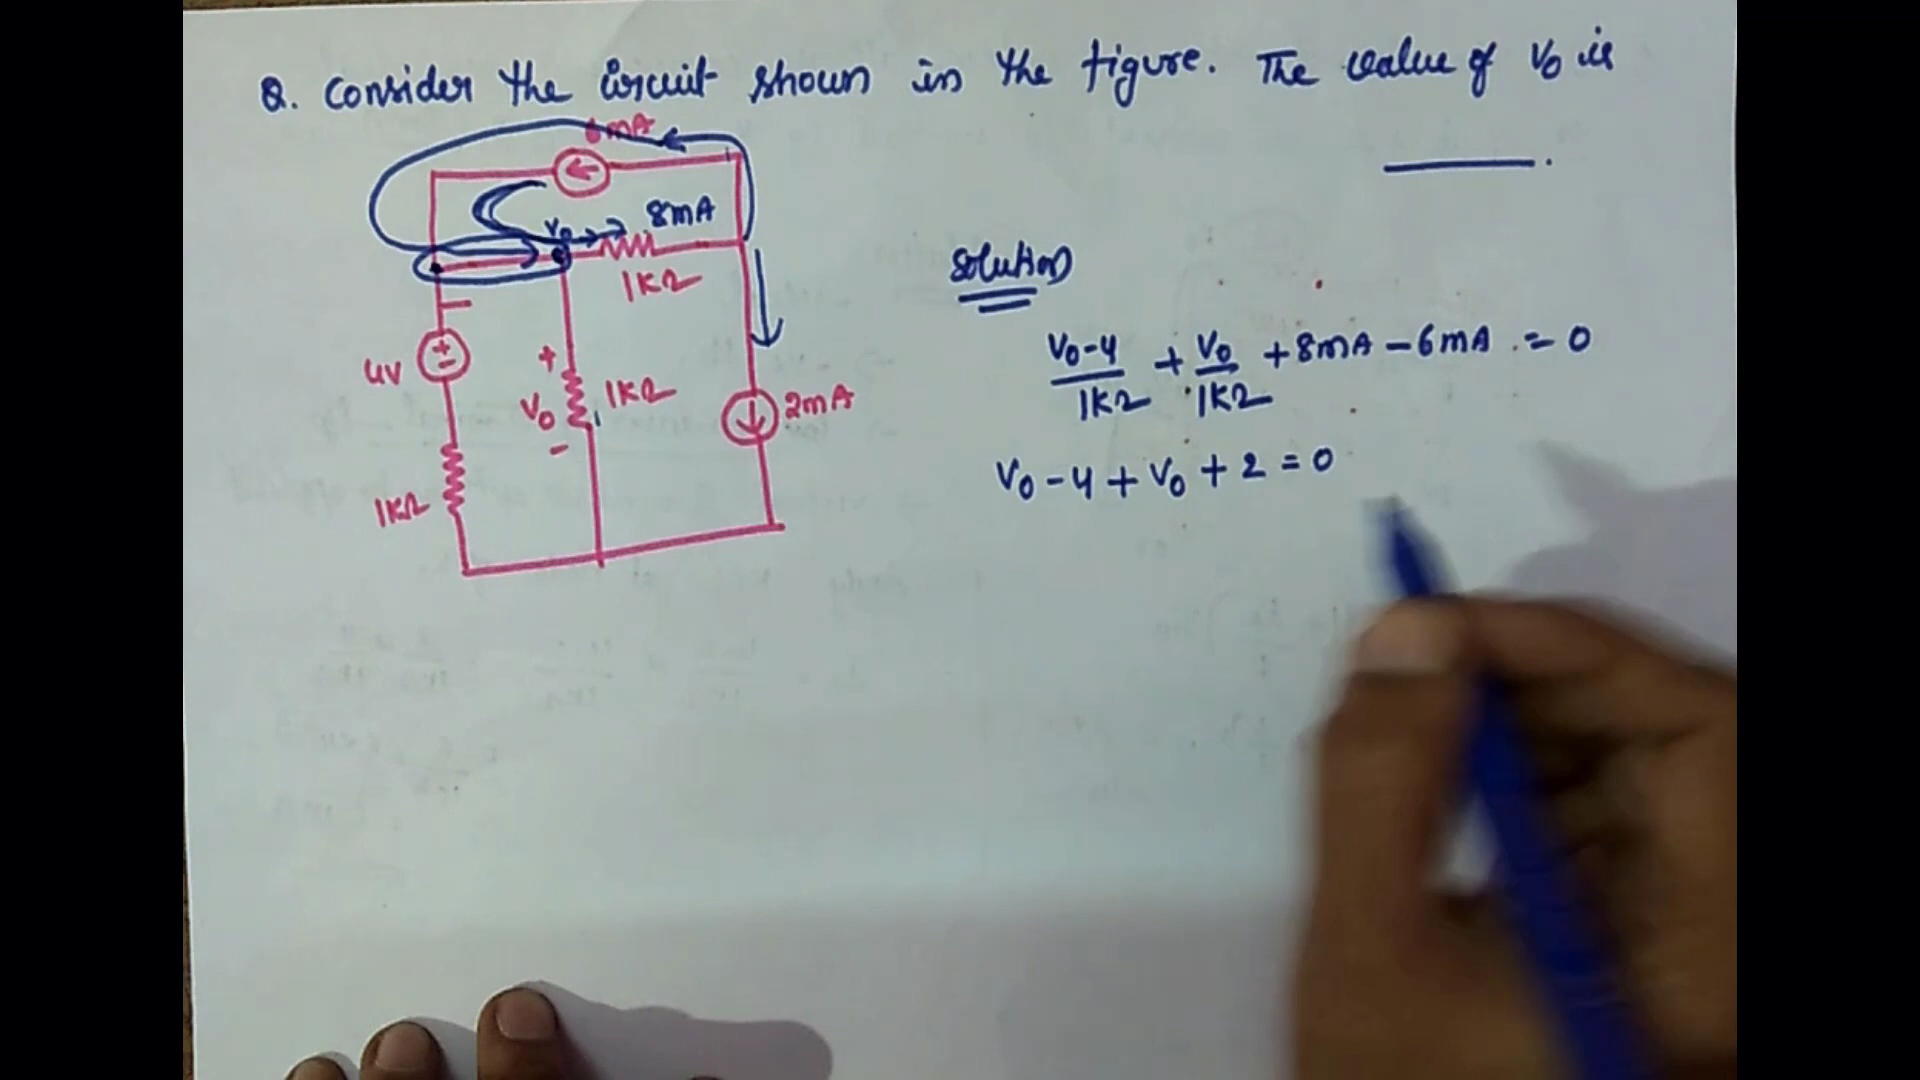 Q. Consider the circuit shown in the figure. The value of V0 is
______.
6mA
V0
8mA
1KΩ
Solution
V0-4/1KΩ + V0/1KΩ + 8mA - 6mA = 0
4V
+
-
+
V0
-
1KΩ
2mA
V0 - 4 + V0 + 2 = 0
1KΩ